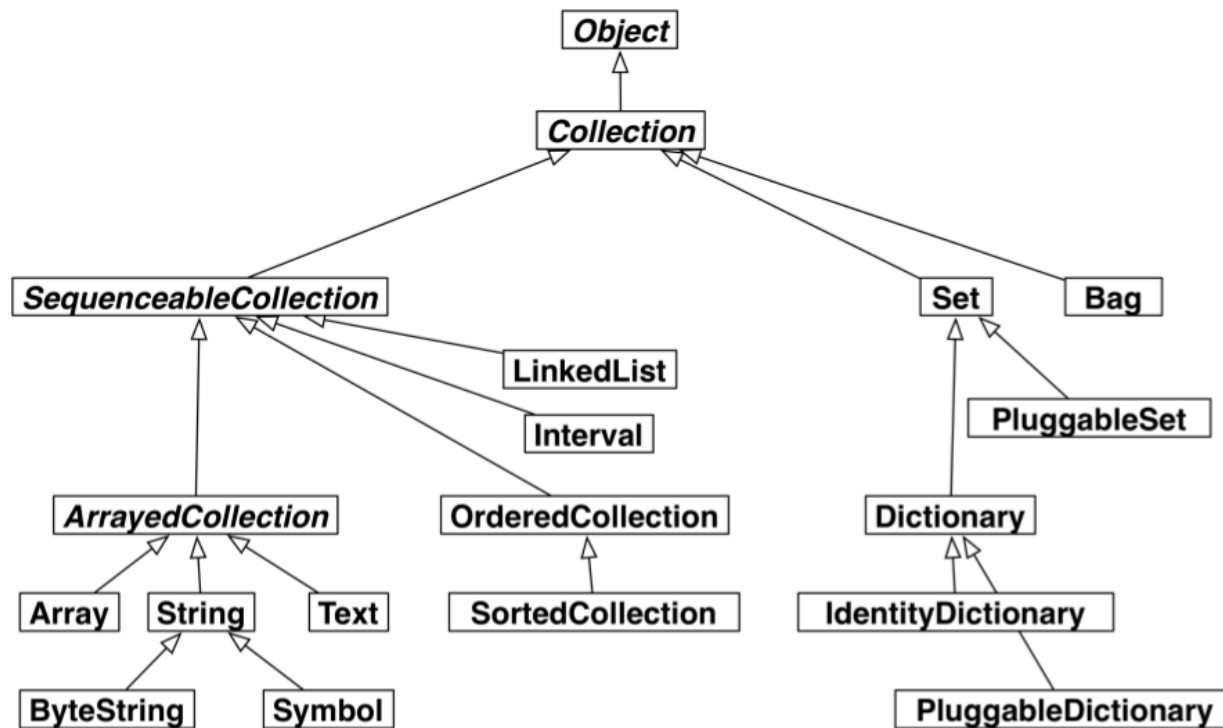 Object
Collection
SequenceableCollection
Set
Bag
LinkedList
PluggableSet
Interval
ArrayedCollection
OrderedCollection
Dictionary
Array
String
Text
SortedCollection
IdentityDictionary
ByteString
Symbol
PluggableDictionary